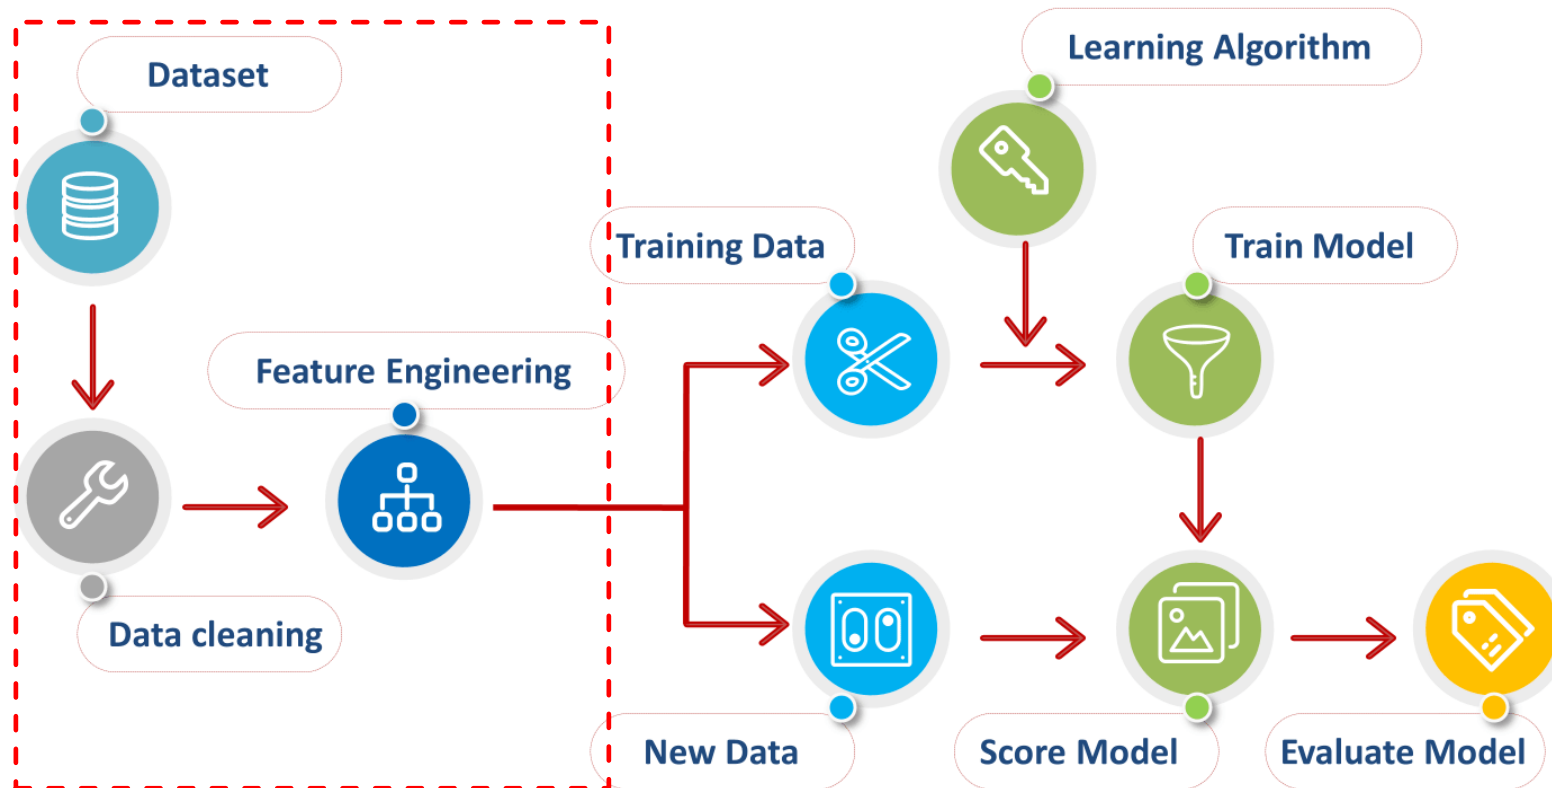 Learning Algorithm
Dataset
Training Data
Train Model
Feature Engineering
Data cleaning
New Data
Score Model
Evaluate Model